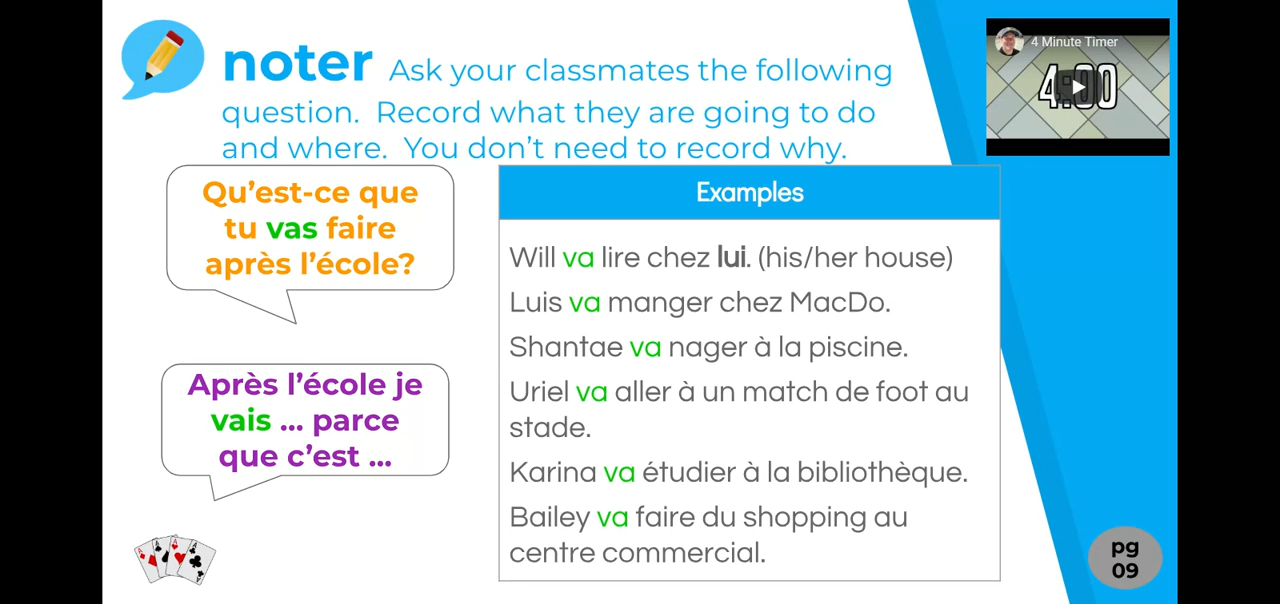 noter Ask your classmates the following
question. Record what they are going to do
and where. You don't need to record why.
4 Minute Timer
4:00
Qu'est-ce que
tu vas faire
après l'école?
Après l'école je
vais ... parce
que c'est ...
Examples
Will va lire chez lui. (his/her house)
Luis va manger chez MacDo.
Shantae va nager à la piscine.
Uriel va aller à un match de foot au
stade.
Karina va étudier à la bibliothèque.
Bailey va faire du shopping au
centre commercial.
pg
09